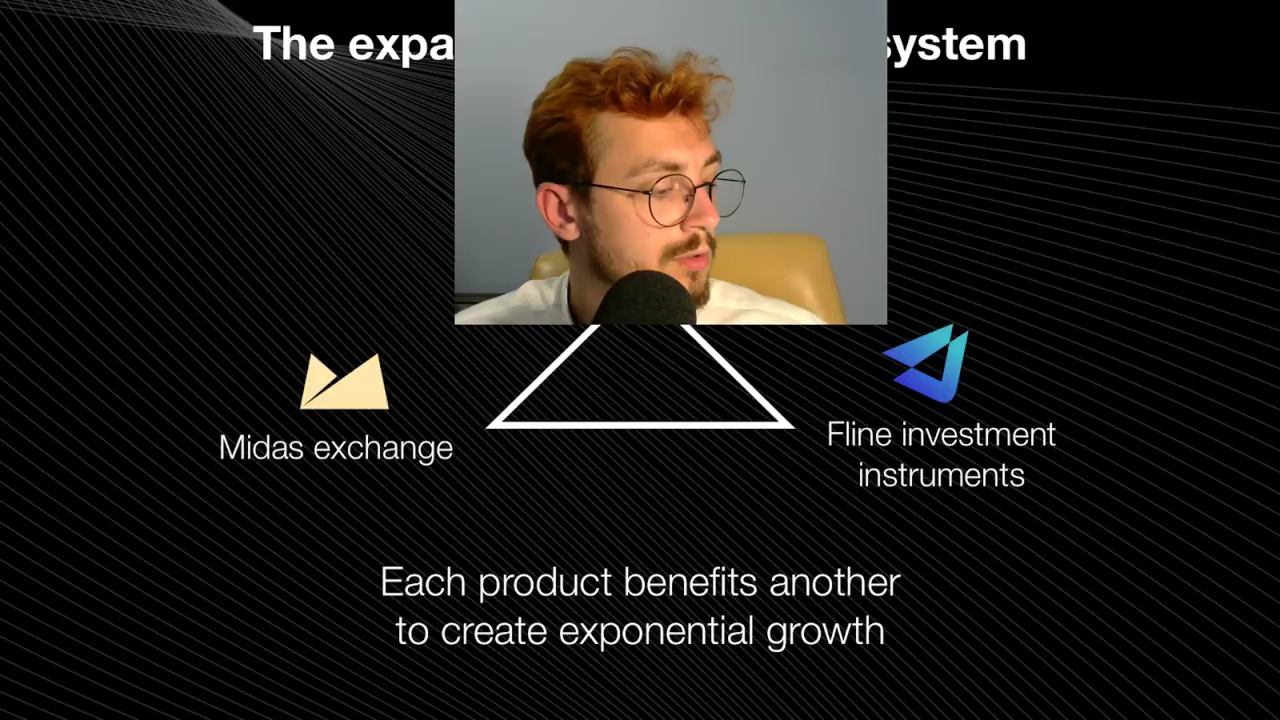 The expa system
Midas exchange
Fline investment
instruments
Each product benefits another
to create exponential growth